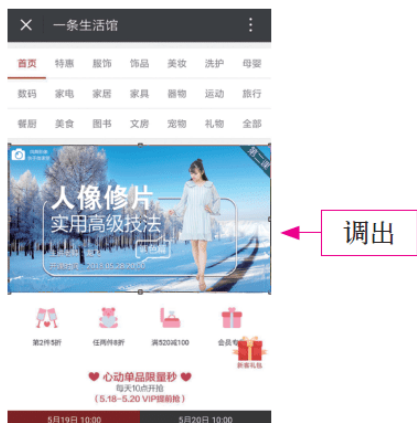 一条生活馆
首页 特惠 服饰 饰品 美妆 洗护 母婴
数码 家电 家居 家具 器物 运动 旅行
餐厨 美食 图书 文房 宠物 礼物 全部
第二课
人像修片
实用高级技法
调出
第2件5折 任两件8折 满520减100 会员专
新客礼包
心动单品限量秒
每天10点开抢
(5.18-5.20 VIP提前抢)
5月19日 10:00 5月20日 10:00